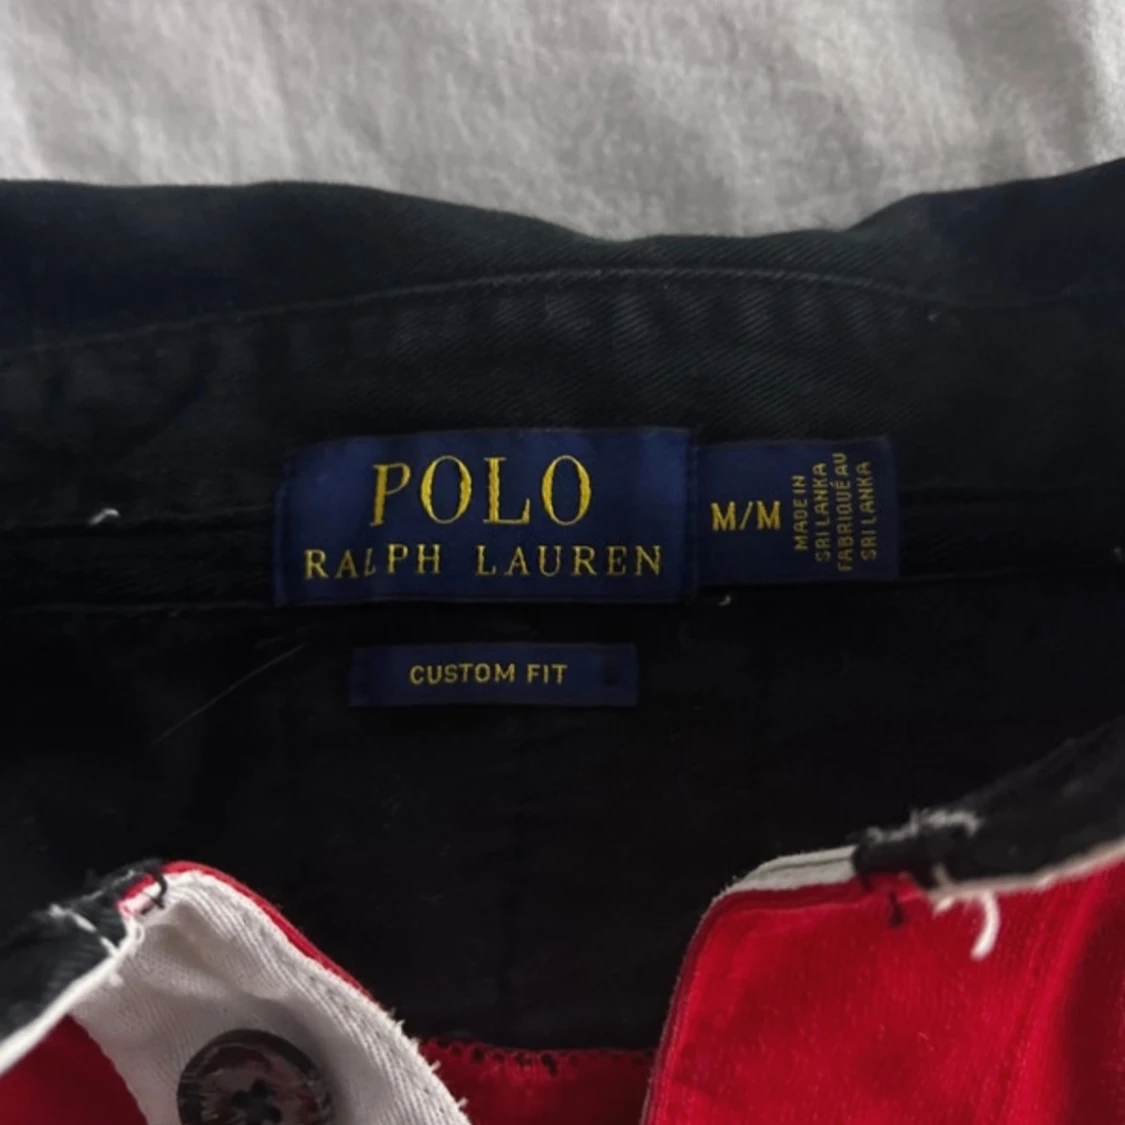 POLO
RALPH LAUREN
M/M
MADE IN
SRI LANKA
FABRIQUÉ AU
SRI LANKA
CUSTOM FIT